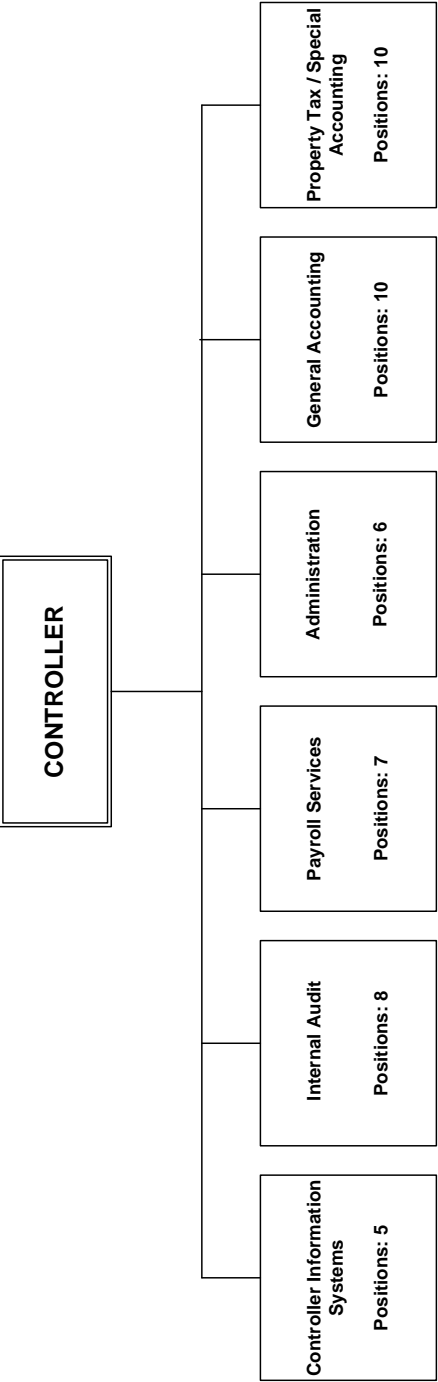 CONTROLLER
Controller Information
Systems
Positions: 5
Internal Audit
Positions: 8
Payroll Services
Positions: 7
Administration
Positions: 6
General Accounting
Positions: 10
Property Tax / Special
Accounting
Positions: 10